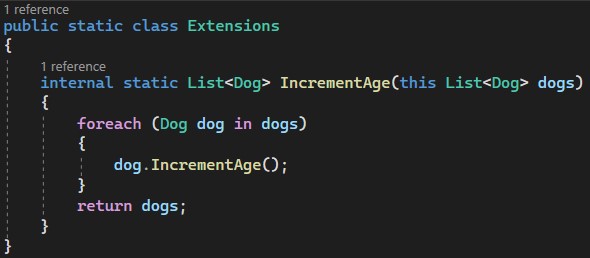 1 reference
public static class Extensions
{
1 reference
internal static List<Dog> IncrementAge(this List<Dog> dogs)
{
foreach (Dog dog in dogs)
{
dog.IncrementAge();
}
return dogs;
}
}